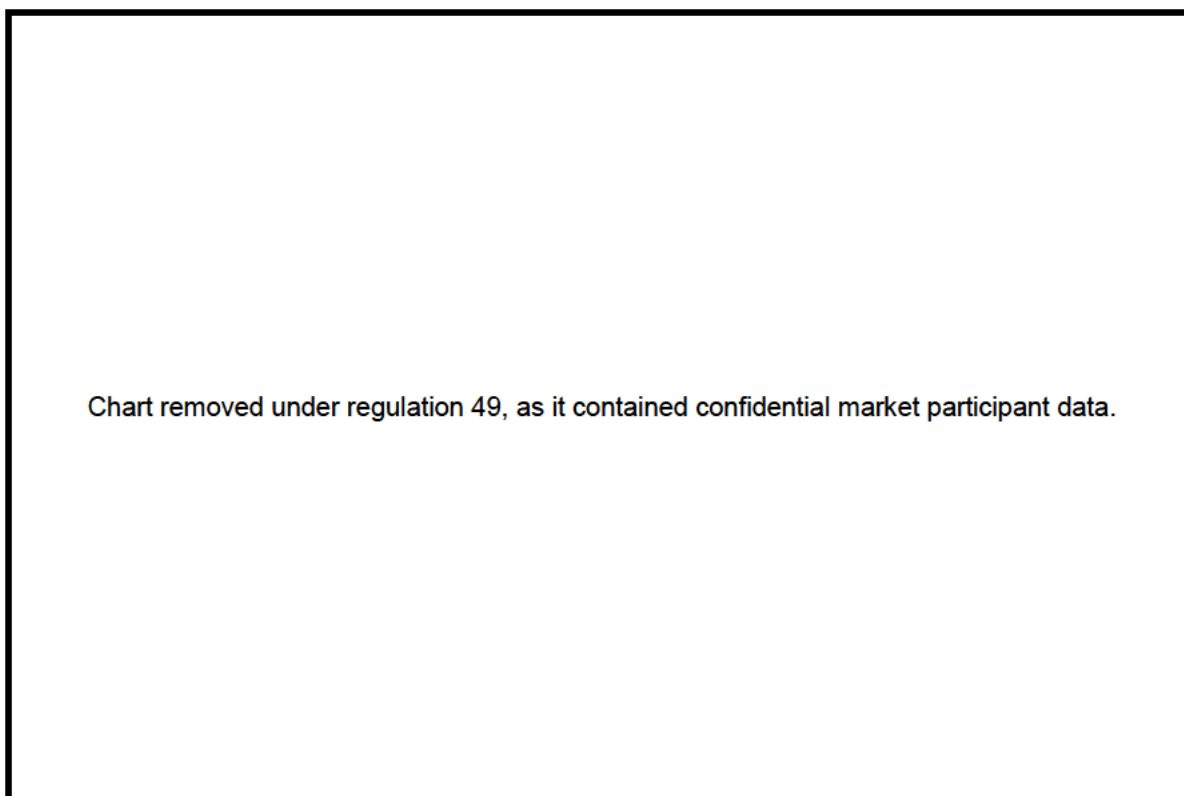 Chart removed under regulation 49, as it contained confidential market participant data.